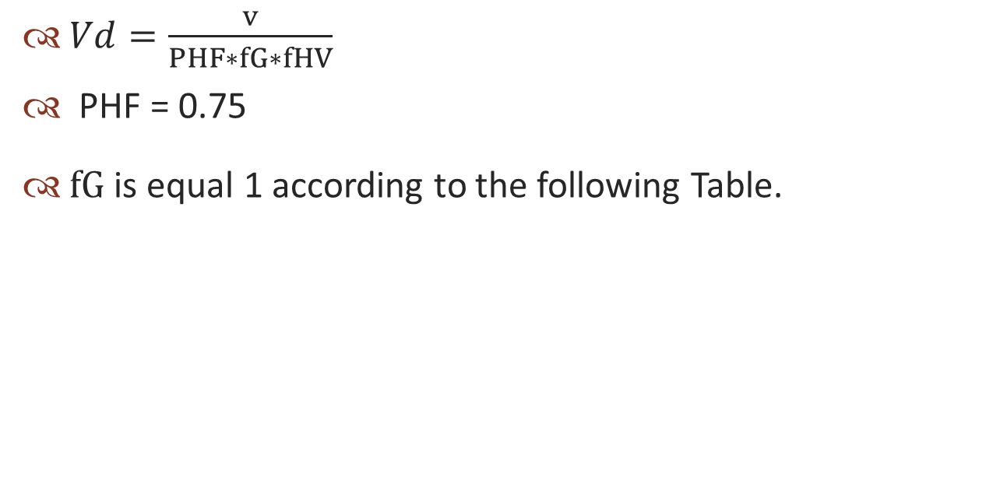 Vd = v / PHF∗fG∗fHV
PHF = 0.75
fG is equal 1 according to the following Table.